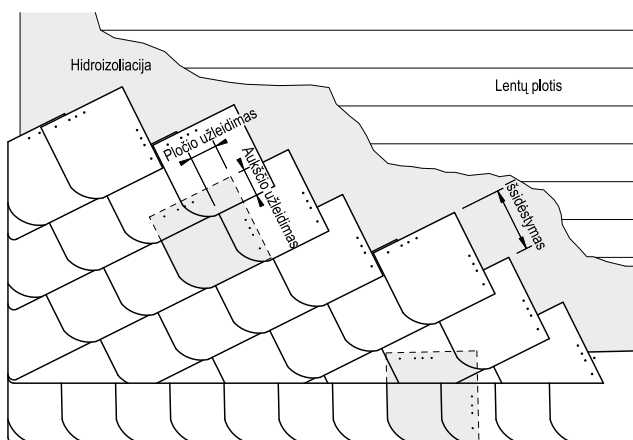 Hidroizoliacija
Lentų plotis
Pločio užleidimas
Aukščio užleidimas
Išsidėstymas